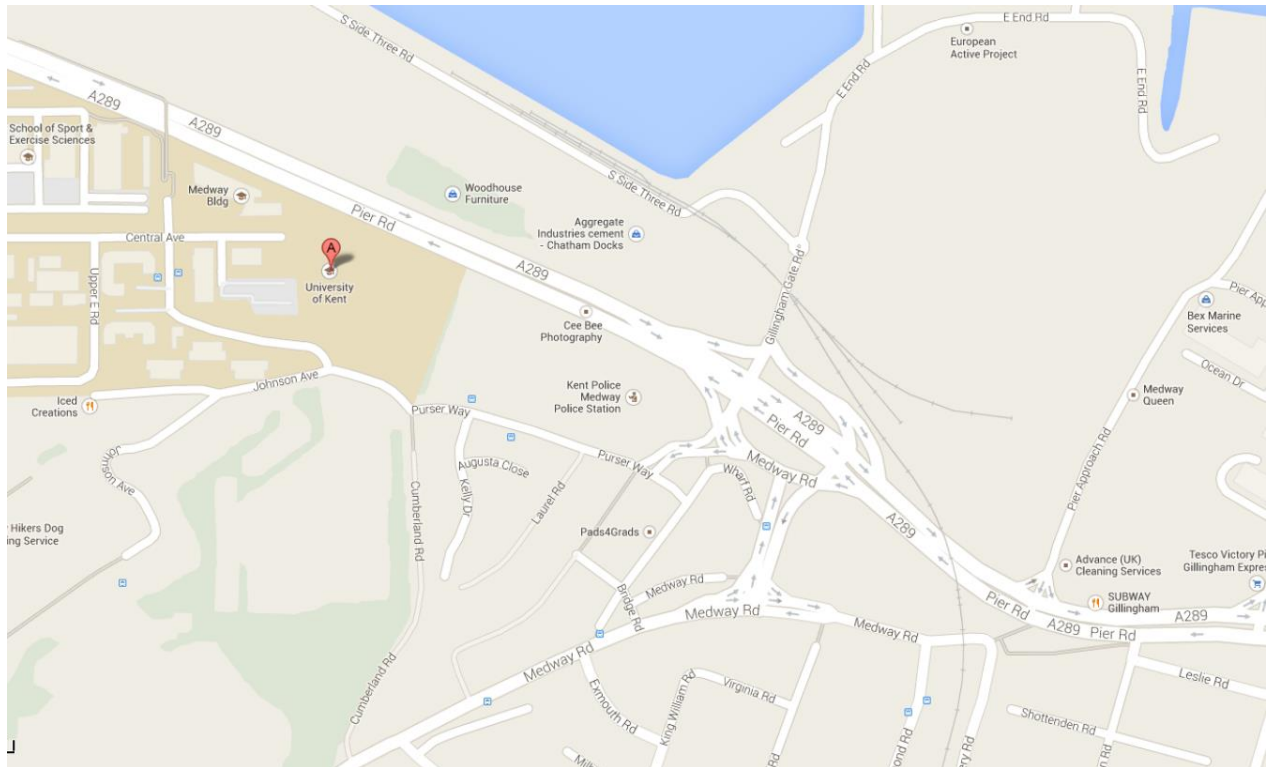 E End Rd
S Side Three Rd
European
Active Project
E End Rd
E End Rd
A289
A289
School of Sport &
Exercise Sciences
Medway
Bldg
Woodhouse
Furniture
S Side Three Rd
Pier Rd
Aggregate
Industries cement
- Chatham Docks
Central Ave
A
A289
University
of Kent
Upper E Rd
Gillingham Gate Rd
Pier Approach
Bex Marine
Services
Cee Bee
Photography
Ocean Dr
Johnson Ave
Kent Police
Medway
Police Station
Medway
Queen
Iced
Creations
Purser Way
A289
Pier Rd
Johnson Ave
Augusta Close
Purser Way
Medway Rd
Kelly Dr
Laurel Rd
Wharf Rd
Pier Approach Rd
Cumberland Rd
Hikers Dog
ing Service
Pads4Grads
A289
Advance (UK)
Cleaning Services
Tesco Victory Pi
Gillingham Expre
Medway Rd
Bridge Rd
SUBWAY
Gillingham
Pier Rd
Medway Rd
Medway Rd
A289
Pier Rd
A289
Medway Rd
Cumberland Rd
Leslie Rd
Exmouth Rd
King William Rd
Virginia Rd
Shottenden Rd
ond Rd
ery Rd
n Rd